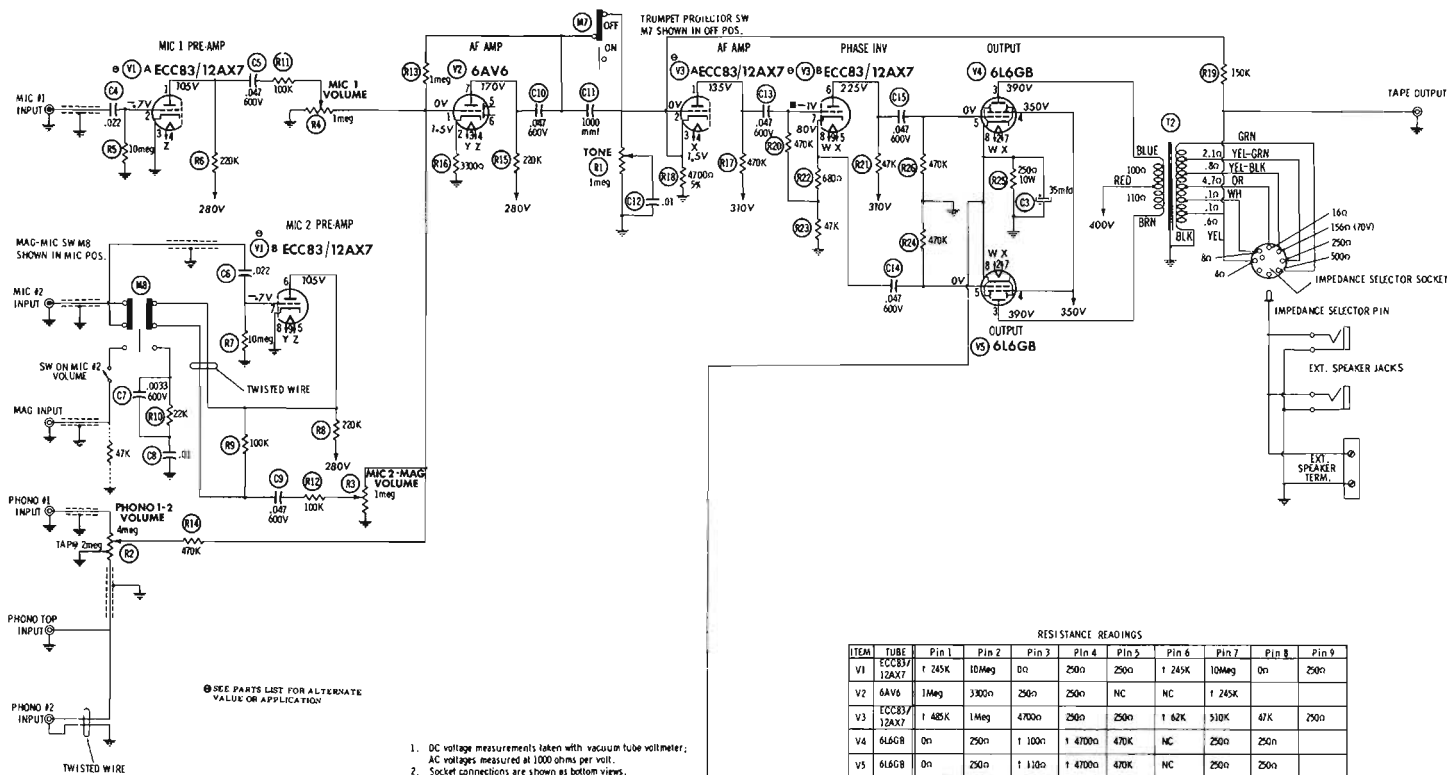 TRUMPET PROJECTOR SW
M7 SHOWN IN OFF POS.
M7
OFF
ON
MIC 1 PRE-AMP
V1 A ECC83/12AX7
105V
C5
R11
.047
600V
100K
MIC 1
VOLUME
R4
1meg
MIC #1
INPUT
C4
.022
-.7V
1
2
3
4
Z
R5
10meg
R6
220K
280V
R13
1meg
AF AMP
V2 6AV6
170V
0V
1.5V
Y Z
R16
3300Ω
R15
220K
280V
C10
.047
600V
C11
1000
mmf
TONE
R1
1meg
C12
.01
AF AMP
V3 A ECC83/12AX7
135V
0V
X
1.5V
R18
4700Ω
5%
R17
470K
310V
C13
.047
600V
PHASE INV
V3 B ECC83/12AX7
225V
-1V
80V
W X
R20
470K
R22
680Ω
R23
47K
R21
47K
310V
C15
.047
600V
C14
.047
600V
R26
470K
R24
470K
OUTPUT
V4 6L6GB
390V
350V
0V
W X
R25
250Ω
10W
C3
35mfd
W X
0V
390V
350V
OUTPUT
V5 6L6GB
R19
150K
TAPE OUTPUT
T2
BLUE
100Ω
RED
110Ω
BRN
400V
GRN
2.1Ω YEL-GRN
.8Ω YEL-BLK
4.7Ω OR
.1Ω WH
.1Ω
.6Ω
YEL
BLK
16Ω
156Ω (70V)
250Ω
500Ω
8Ω
4Ω
IMPEDANCE SELECTOR SOCKET
IMPEDANCE SELECTOR PIN
EXT. SPEAKER JACKS
EXT.
SPEAKER
TERM.
MIC 2 PRE-AMP
V1 B ECC83/12AX7
MAG-MIC SW M8
SHOWN IN MIC POS.
C6
.022
105V
-.7V
Y Z
MIC #2
INPUT
M8
R7
10meg
SW ON MIC #2
VOLUME
TWISTED WIRE
C7
.0033
600V
R10
22K
MAG INPUT
47K
C8
R9
100K
R8
220K
280V
C9
.047
600V
R12
100K
R3
MIC 2-MAG
VOLUME
1meg
PHONO #1
INPUT
PHONO 1-2
VOLUME
4meg
TAP@ 2meg
R2
R14
470K
PHONO TOP
INPUT
PHONO #2
INPUT
TWISTED WIRE
SEE PARTS LIST FOR ALTERNATE
VALUE OR APPLICATION
1. DC voltage measurements taken with vacuum tube voltmeter;
AC voltages measured at 1000 ohms per volt.
2. Socket connections are shown as bottom views.
RESISTANCE READINGS
ITEM TUBE Pin 1 Pin 2 Pin 3 Pin 4 Pin 5 Pin 6 Pin 7 Pin 8 Pin 9
V1 ECC83/12AX7 † 245K 10Meg 0Ω 250Ω 250Ω † 245K 10Meg 0Ω 250Ω
V2 6AV6 1Meg 3300Ω 250Ω 250Ω NC NC † 245K
V3 ECC83/12AX7 † 485K 1Meg 4700Ω 250Ω 250Ω † 62K 510K 47K 250Ω
V4 6L6GB 0Ω 250Ω † 100Ω † 4700Ω 470K NC 250Ω 250Ω
V5 6L6GB 0Ω 250Ω † 110Ω † 4700Ω 470K NC 250Ω 250Ω